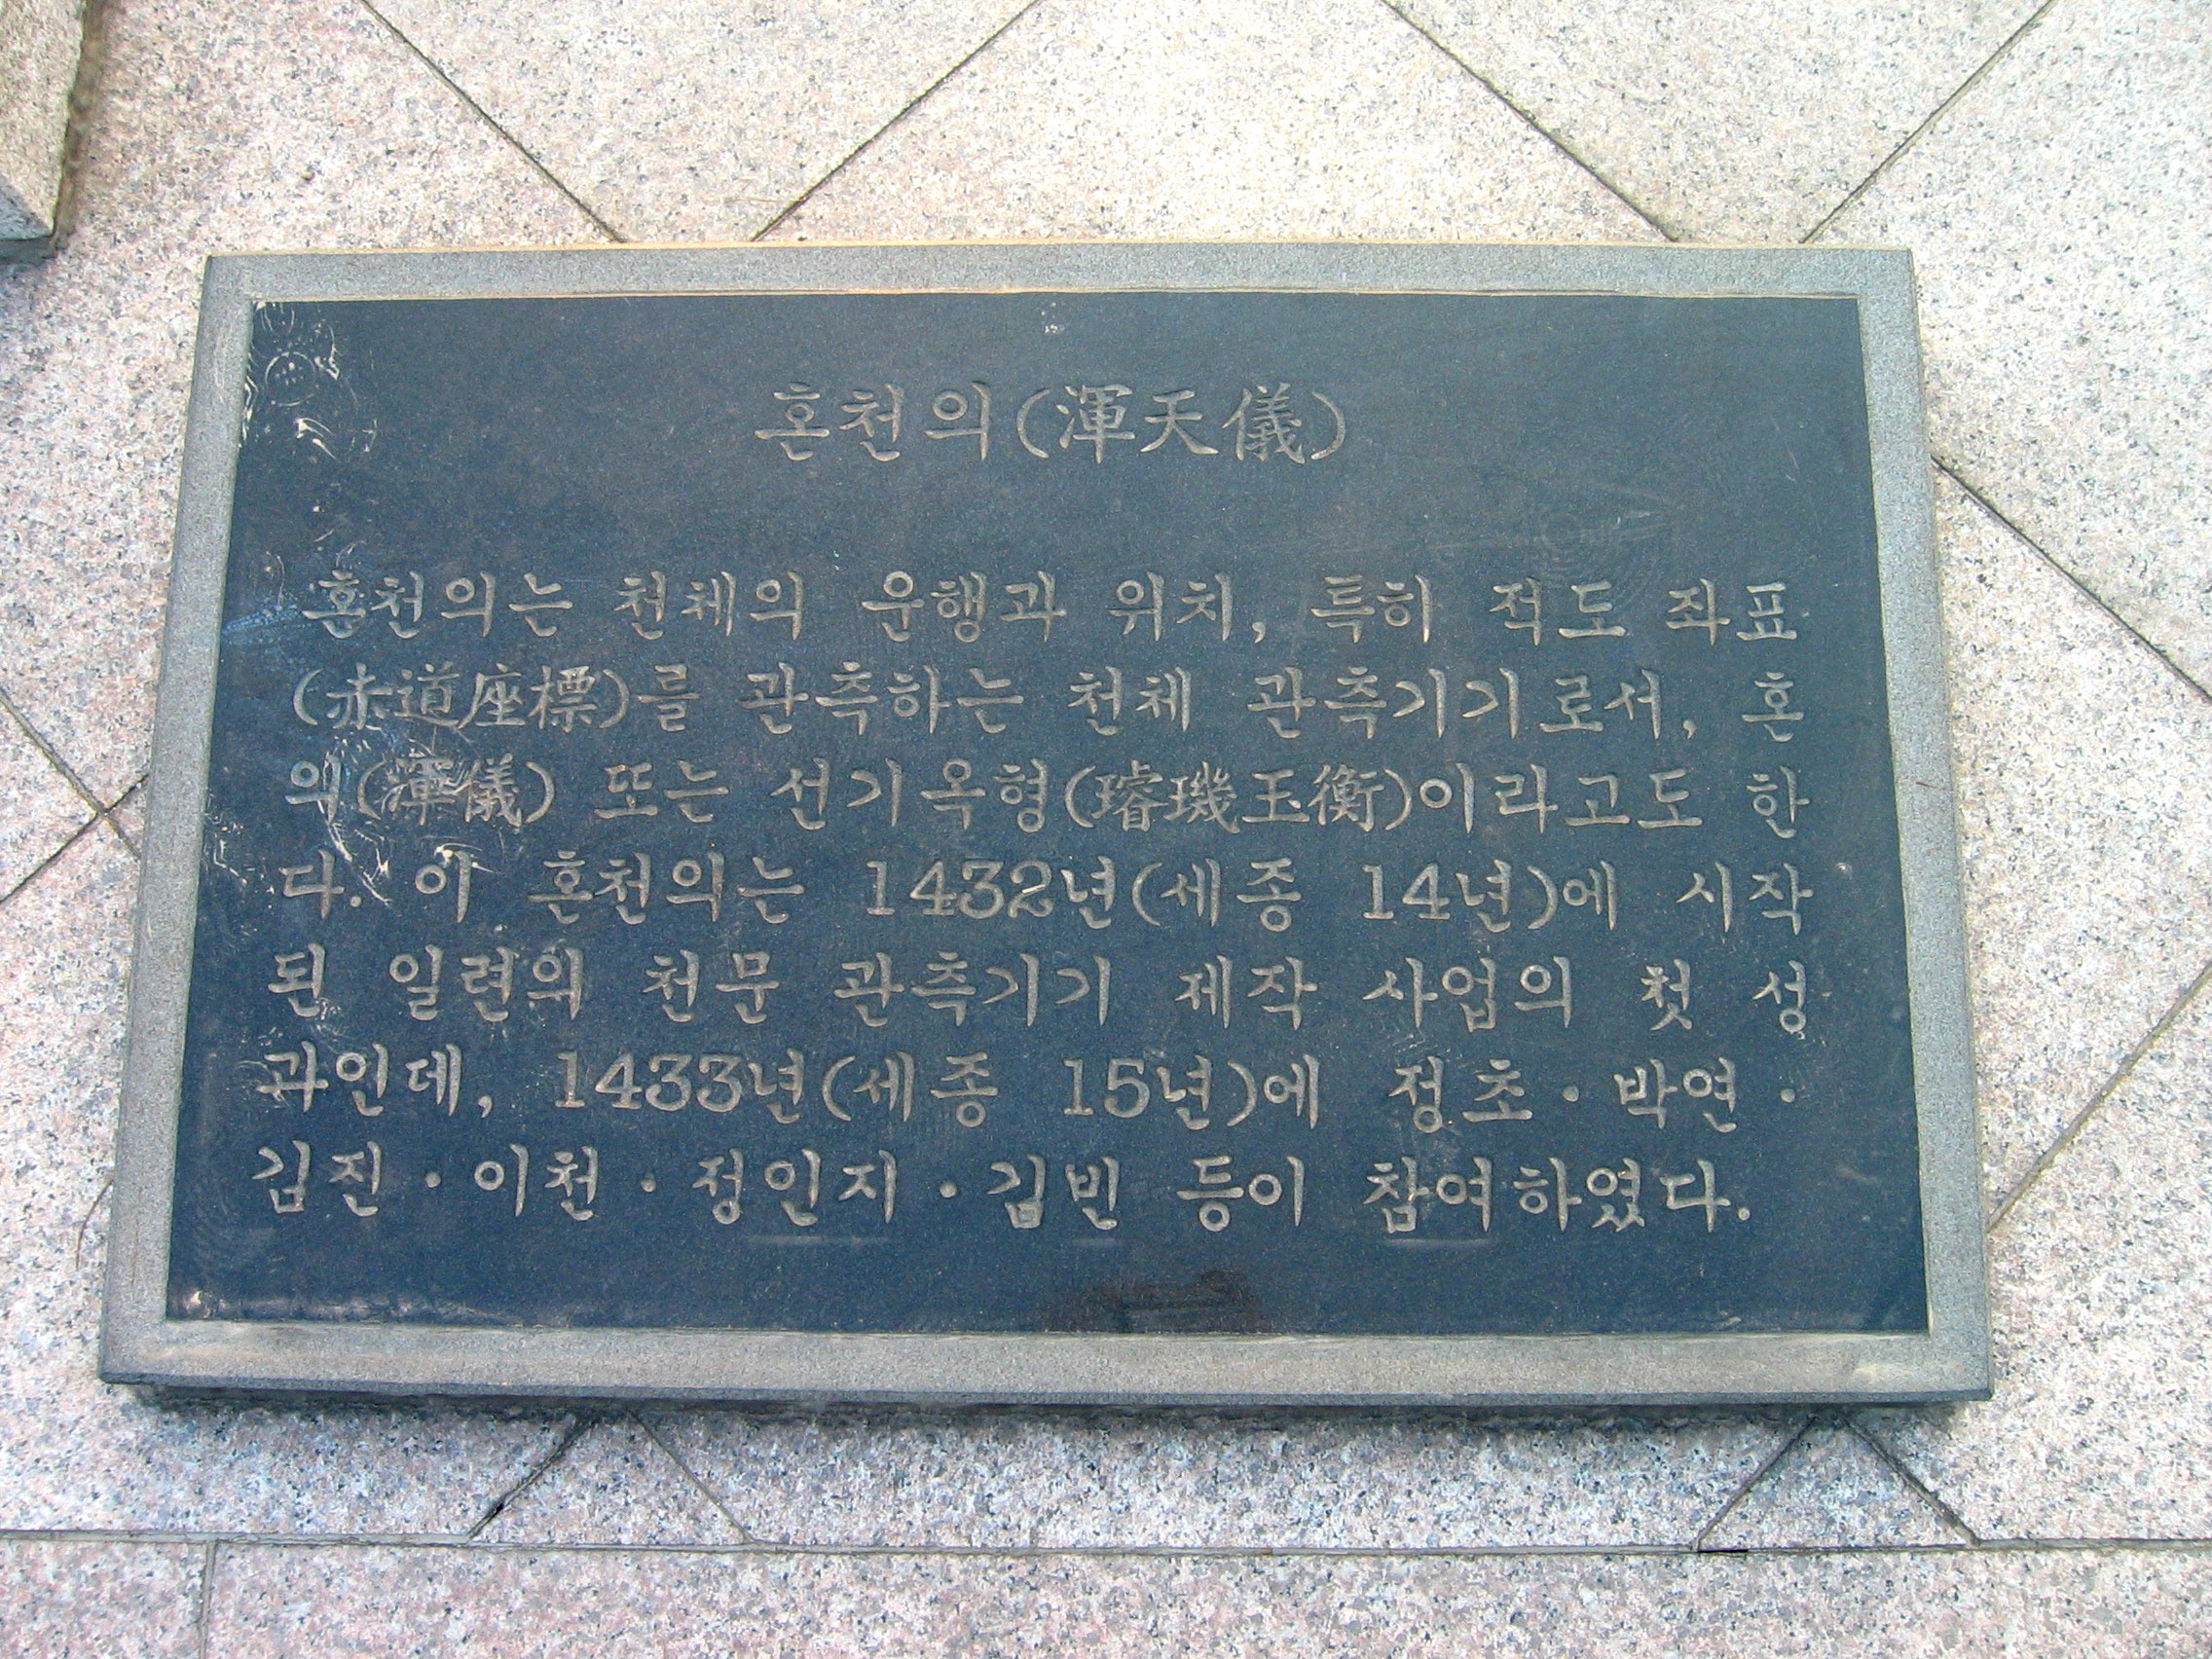 혼천의(渾天儀)
혼천의는 천체의 운행과 위치, 특히 적도 좌표
(赤道座標)를 관측하는 천체 관측기기로서, 혼
의(渾儀) 또는 선기옥형(璿璣玉衡)이라고도 한
다. 이 혼천의는 1432년(세종 14년)에 시작
된 일련의 천문 관측기기 제작 사업의 첫 성
과인데, 1433년(세종 15년)에 정초·박연·
김진·이천·정인지·김빈 등이 참여하였다.